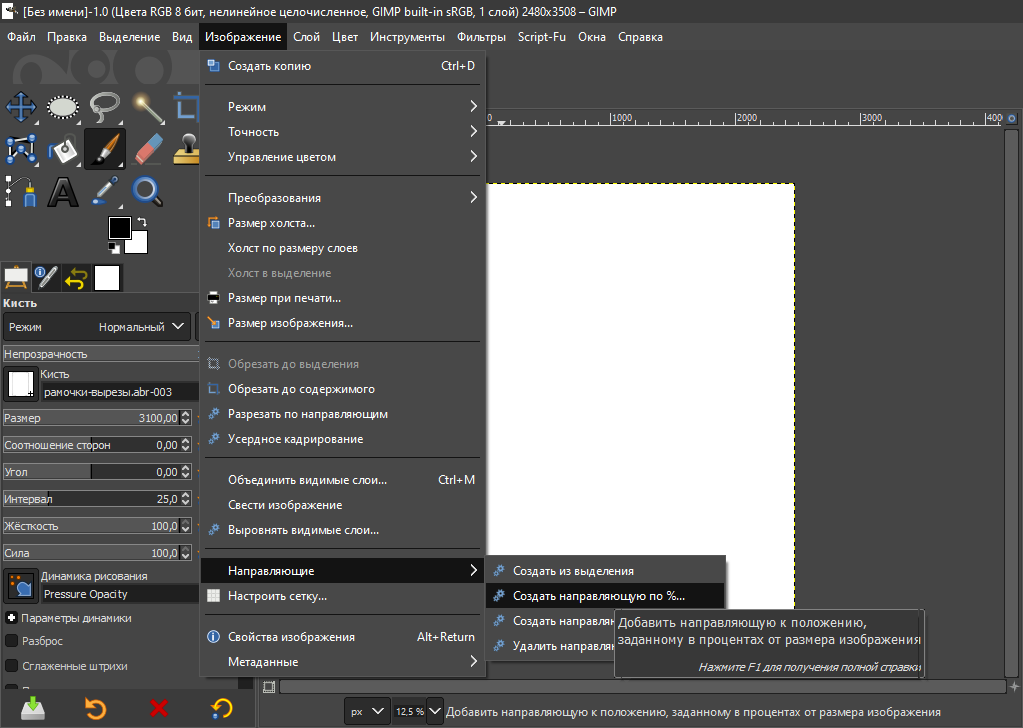 [Без имени]-1.0 (Цвета RGB 8 бит, нелинейное целочисленное, GIMP built-in sRGB, 1 слой) 2480x3508 – GIMP
Файл Правка Выделение Вид Изображение Слой Цвет Инструменты Фильтры Script-Fu Окна Справка
Создать копию Ctrl+D
Режим
Точность
Управление цветом
Преобразования
Размер холста...
Холст по размеру слоев
Холст в выделение
Размер при печати...
Размер изображения...
Обрезать до выделения
Обрезать до содержимого
Разрезать по направляющим
Усердное кадрирование
Объединить видимые слои... Ctrl+M
Свести изображение
Выровнять видимые слои...
Направляющие
Настроить сетку...
Свойства изображения Alt+Return
Метаданные
Создать из выделения
Создать направляющую по %...
Создать направляю
Удалить направля
Добавить направляющую к положению,
заданному в процентах от размера изображения
Нажмите F1 для получения полной справки
0 1000 2000 3000 400
Кисть
Режим Нормальный
Непрозрачность
Кисть
рамочки-вырезы.abr-003
Размер 3100,00
Соотношение сторон 0,00
Угол 0,00
Интервал 25,0
Жёсткость 100,0
Сила 100,0
Динамика рисования
Pressure Opacity
Параметры динамики
Разброс
Сглаженные штрихи
px 12,5 % Добавить направляющую к положению, заданному в процентах от размера изображения